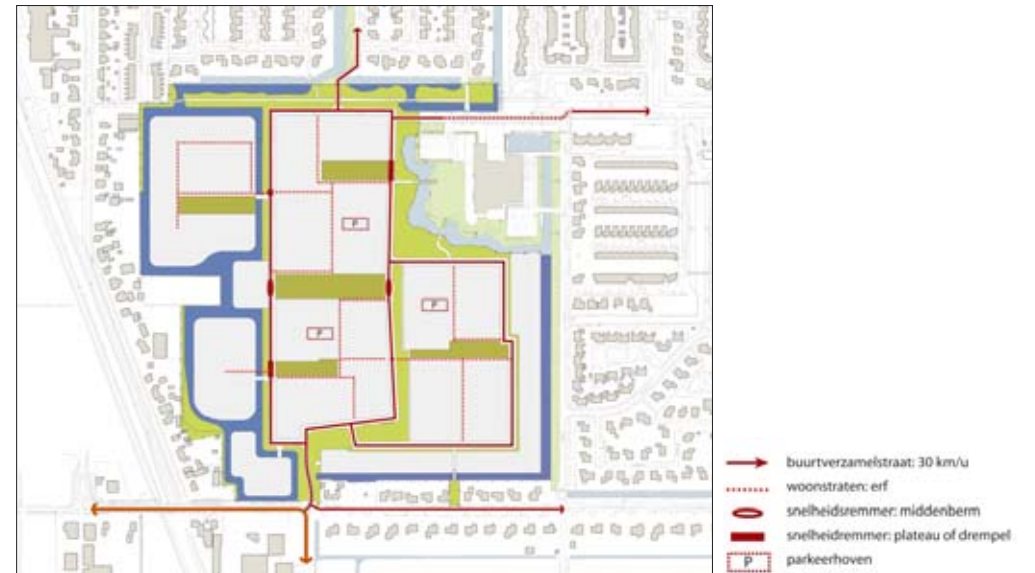 P
P
P
buurtverzamelstraat: 30 km/u
woonstraten: erf
snelheidsremmer: middenberm
snelheidremmer: plateau of drempel
P
parkeerhoven